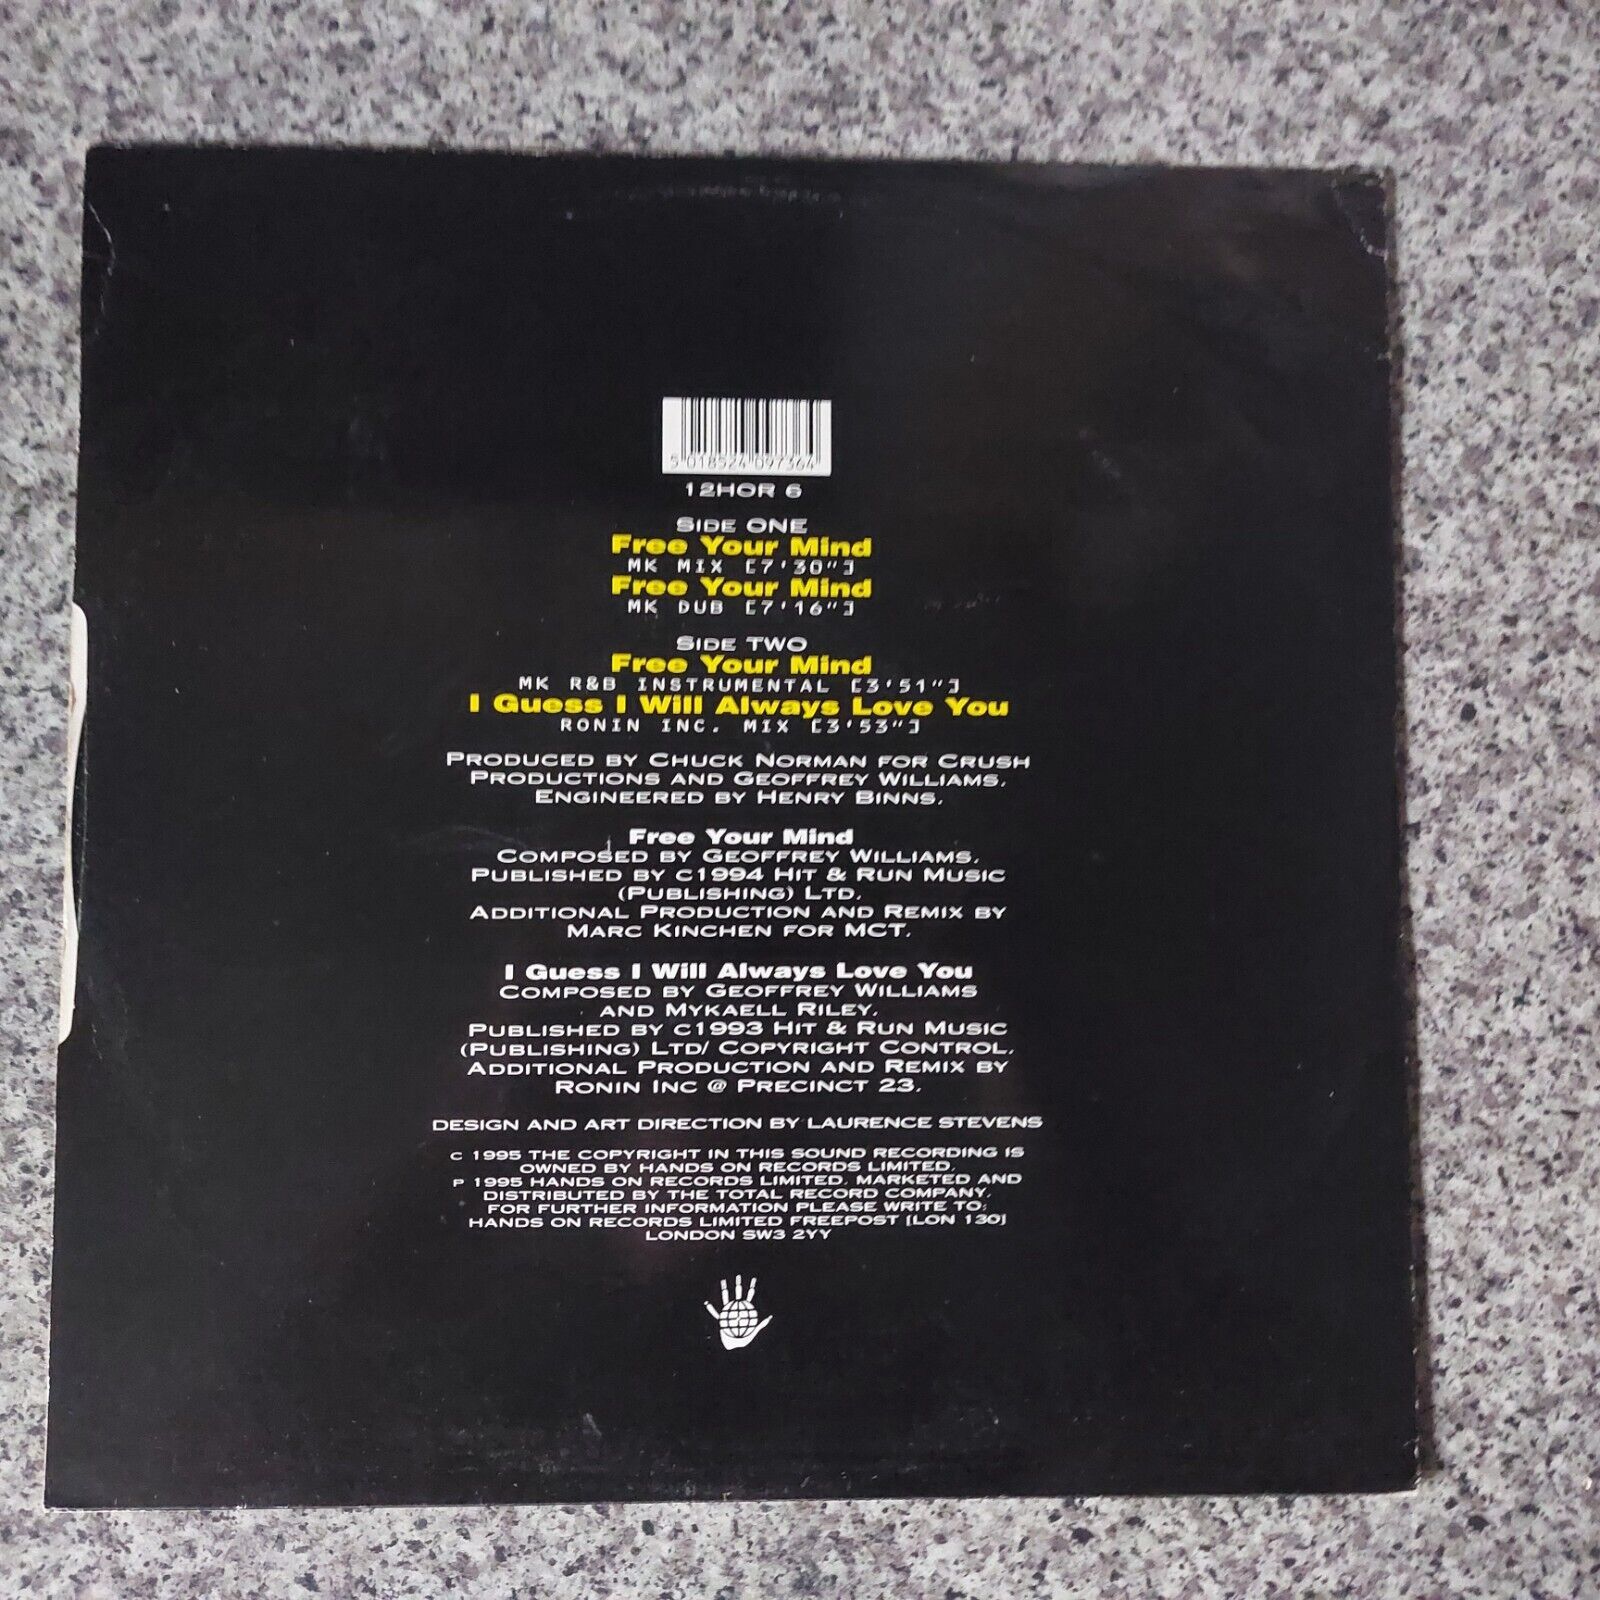 5 018524 097364
12HOR 6
SIDE ONE
Free Your Mind
MK MIX [7'30"]
Free Your Mind
MK DUB [7'16"]
SIDE TWO
Free Your Mind
MK R&B INSTRUMENTAL [3'51"]
I Guess I Will Always Love You
RONIN INC. MIX [3'53"]
PRODUCED BY CHUCK NORMAN FOR CRUSH
PRODUCTIONS AND GEOFFREY WILLIAMS.
ENGINEERED BY HENRY BINNS.
Free Your Mind
COMPOSED BY GEOFFREY WILLIAMS.
PUBLISHED BY C1994 HIT & RUN MUSIC
(PUBLISHING) LTD.
ADDITIONAL PRODUCTION AND REMIX BY
MARC KINCHEN FOR MCT.
I Guess I Will Always Love You
COMPOSED BY GEOFFREY WILLIAMS
AND MYKAELL RILEY.
PUBLISHED BY C1993 HIT & RUN MUSIC
(PUBLISHING) LTD/ COPYRIGHT CONTROL.
ADDITIONAL PRODUCTION AND REMIX BY
RONIN INC @ PRECINCT 23.
DESIGN AND ART DIRECTION BY LAURENCE STEVENS
C 1995 THE COPYRIGHT IN THIS SOUND RECORDING IS
OWNED BY HANDS ON RECORDS LIMITED.
P 1995 HANDS ON RECORDS LIMITED. MARKETED AND
DISTRIBUTED BY THE TOTAL RECORD COMPANY.
FOR FURTHER INFORMATION PLEASE WRITE TO:
HANDS ON RECORDS LIMITED FREEPOST [LON 130]
LONDON SW3 2YY